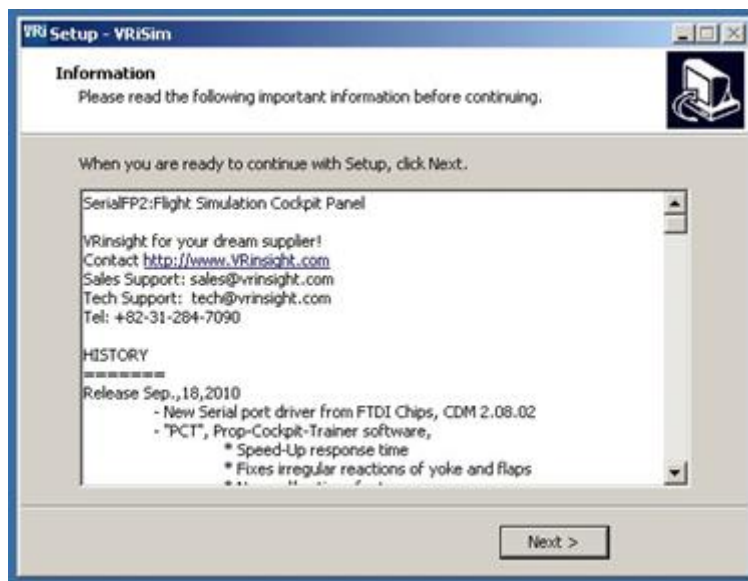 VRi Setup - VRiSim
Information
Please read the following important information before continuing.
When you are ready to continue with Setup, click Next.
SerialFP2:Flight Simulation Cockpit Panel
VRinsight for your dream supplier!
Contact http://www.VRinsight.com
Sales Support: sales@vrinsight.com
Tech Support:  tech@vrinsight.com
Tel: +82-31-284-7090
HISTORY
=======
Release Sep.,18,2010
- New Serial port driver from FTDI Chips, CDM 2.08.02
- "PCT", Prop-Cockpit-Trainer software,
* Speed-Up response time
* Fixes irregular reactions of yoke and flaps
Next >